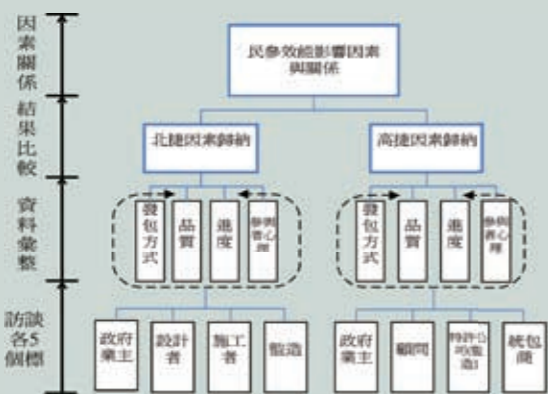 因素關係
民參效能影響因素
與關係
結果比較
北捷因素歸納
高捷因素歸納
資料彙整
發包方式
品質
進度
參與
者心理
發包方式
品質
進度
參與
者心理
訪談
各5
個標
政府
業主
設計
者
施工
者
監造
政府
業主
顧問
特許公
司(監
造)
統包
商